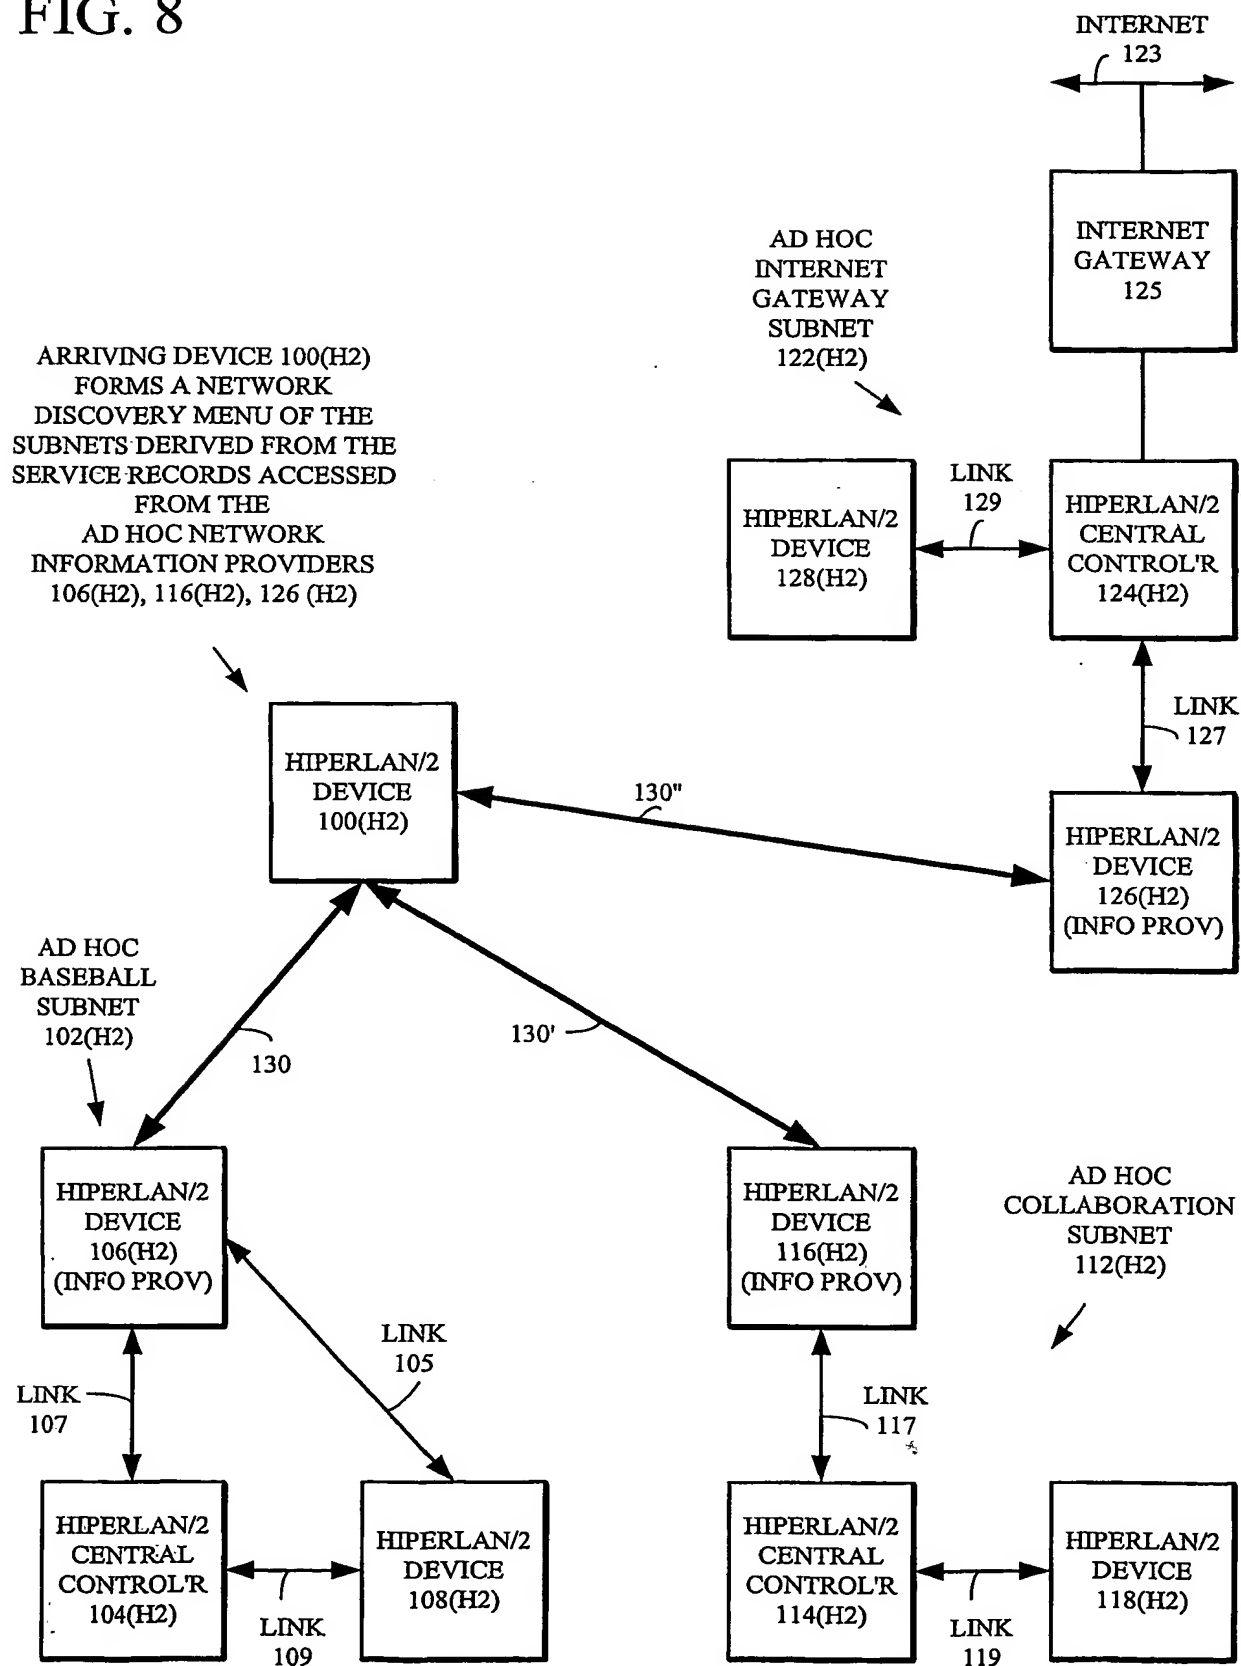 FIG. 8
INTERNET
123
INTERNET
GATEWAY
125
AD HOC
INTERNET
GATEWAY
SUBNET
122(H2)
ARRIVING DEVICE 100(H2)
FORMS A NETWORK
DISCOVERY MENU OF THE
SUBNETS DERIVED FROM THE
SERVICE RECORDS ACCESSED
FROM THE
AD HOC NETWORK
INFORMATION PROVIDERS
106(H2), 116(H2), 126 (H2)
HIPERLAN/2
DEVICE
128(H2)
LINK
129
HIPERLAN/2
CENTRAL
CONTROL'R
124(H2)
LINK
127
HIPERLAN/2
DEVICE
100(H2)
130"
HIPERLAN/2
DEVICE
126(H2)
(INFO PROV)
AD HOC
BASEBALL
SUBNET
102(H2)
130
130'
HIPERLAN/2
DEVICE
106(H2)
(INFO PROV)
HIPERLAN/2
DEVICE
116(H2)
(INFO PROV)
AD HOC
COLLABORATION
SUBNET
112(H2)
LINK
105
LINK
107
LINK
117
HIPERLAN/2
CENTRAL
CONTROL'R
104(H2)
LINK
109
HIPERLAN/2
DEVICE
108(H2)
HIPERLAN/2
CENTRAL
CONTROL'R
114(H2)
LINK
119
HIPERLAN/2
DEVICE
118(H2)